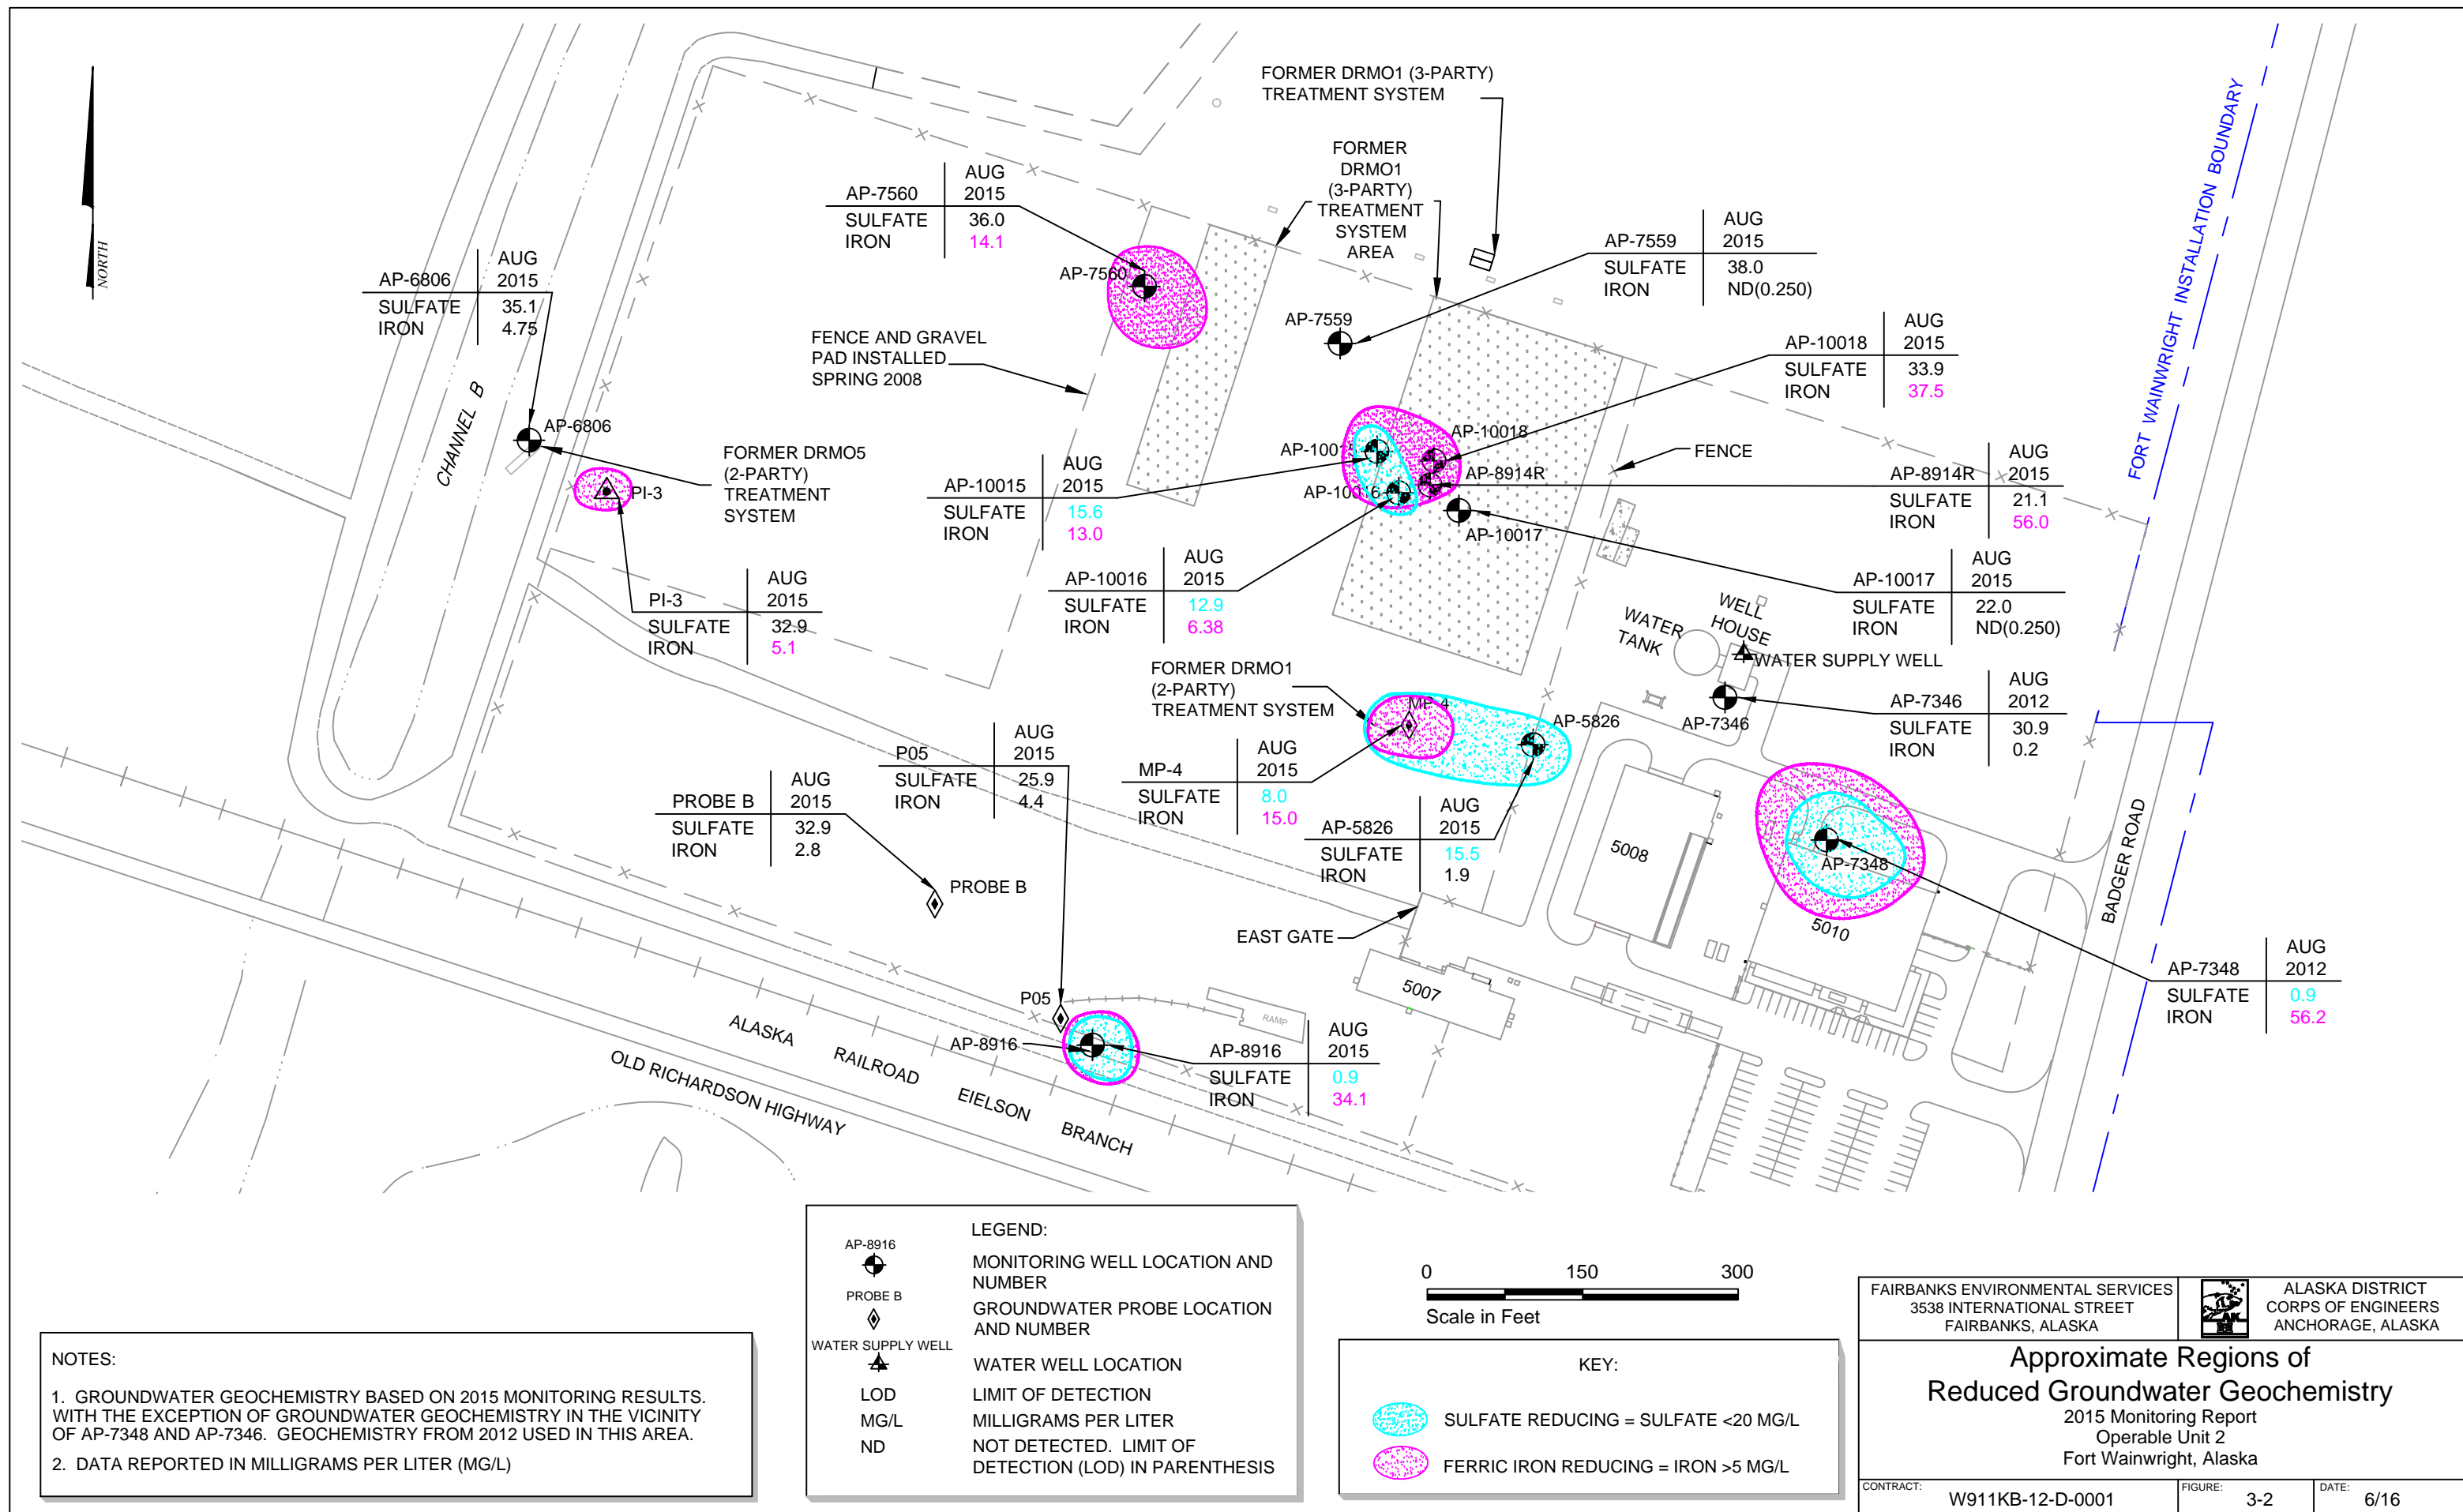 NORTH
FORMER DRMO1 (3-PARTY)
TREATMENT SYSTEM
FORMER
DRMO1
(3-PARTY)
TREATMENT
SYSTEM
AREA
FORT WAINWRIGHT INSTALLATION BOUNDARY
AP-7560
AUG
2015
SULFATE 36.0
IRON 14.1
AP-7560
AP-7559
AUG
2015
SULFATE 38.0
IRON ND(0.250)
AP-7559
AP-6806
AUG
2015
SULFATE 35.1
IRON 4.75
AP-6806
CHANNEL B
FENCE AND GRAVEL
PAD INSTALLED
SPRING 2008
AP-10018
AUG
2015
SULFATE 33.9
IRON 37.5
AP-10018
FORMER DRMO5
(2-PARTY)
TREATMENT
SYSTEM
PI-3
AP-10015
AUG
2015
SULFATE 15.6
IRON 13.0
AP-1001
AP-8914R
AP-10016
AP-10017
FENCE
AP-8914R
AUG
2015
SULFATE 21.1
IRON 56.0
PI-3
AUG
2015
SULFATE 32.9
IRON 5.1
AP-10016
AUG
2015
SULFATE 12.9
IRON 6.38
AP-10017
AUG
2015
SULFATE 22.0
IRON ND(0.250)
WATER
TANK
WELL
HOUSE
WATER SUPPLY WELL
FORMER DRMO1
(2-PARTY)
TREATMENT SYSTEM
MP-4
AP-5826
AP-7346
AP-7346
AUG
2012
SULFATE 30.9
IRON 0.2
P05
AUG
2015
SULFATE 25.9
IRON 4.4
MP-4
AUG
2015
SULFATE 8.0
IRON 15.0
PROBE B
AUG
2015
SULFATE 32.9
IRON 2.8
PROBE B
AP-5826
AUG
2015
SULFATE 15.5
IRON 1.9
5008
AP-7348
5010
BADGER ROAD
EAST GATE
5007
AP-7348
AUG
2012
SULFATE 0.9
IRON 56.2
P05
RAMP
AP-8916
AP-8916
AUG
2015
SULFATE 0.9
IRON 34.1
ALASKA RAILROAD EIELSON BRANCH
OLD RICHARDSON HIGHWAY
NOTES:
1. GROUNDWATER GEOCHEMISTRY BASED ON 2015 MONITORING RESULTS.
WITH THE EXCEPTION OF GROUNDWATER GEOCHEMISTRY IN THE VICINITY
OF AP-7348 AND AP-7346. GEOCHEMISTRY FROM 2012 USED IN THIS AREA.
2. DATA REPORTED IN MILLIGRAMS PER LITER (MG/L)
LEGEND:
AP-8916
MONITORING WELL LOCATION AND
NUMBER
PROBE B
GROUNDWATER PROBE LOCATION
AND NUMBER
WATER SUPPLY WELL
WATER WELL LOCATION
LOD LIMIT OF DETECTION
MG/L MILLIGRAMS PER LITER
ND NOT DETECTED. LIMIT OF
DETECTION (LOD) IN PARENTHESIS
0 150 300
Scale in Feet
KEY:
SULFATE REDUCING = SULFATE <20 MG/L
FERRIC IRON REDUCING = IRON >5 MG/L
FAIRBANKS ENVIRONMENTAL SERVICES
3538 INTERNATIONAL STREET
FAIRBANKS, ALASKA
ALASKA DISTRICT
CORPS OF ENGINEERS
ANCHORAGE, ALASKA
Approximate Regions of
Reduced Groundwater Geochemistry
2015 Monitoring Report
Operable Unit 2
Fort Wainwright, Alaska
CONTRACT: W911KB-12-D-0001
FIGURE: 3-2
DATE: 6/16